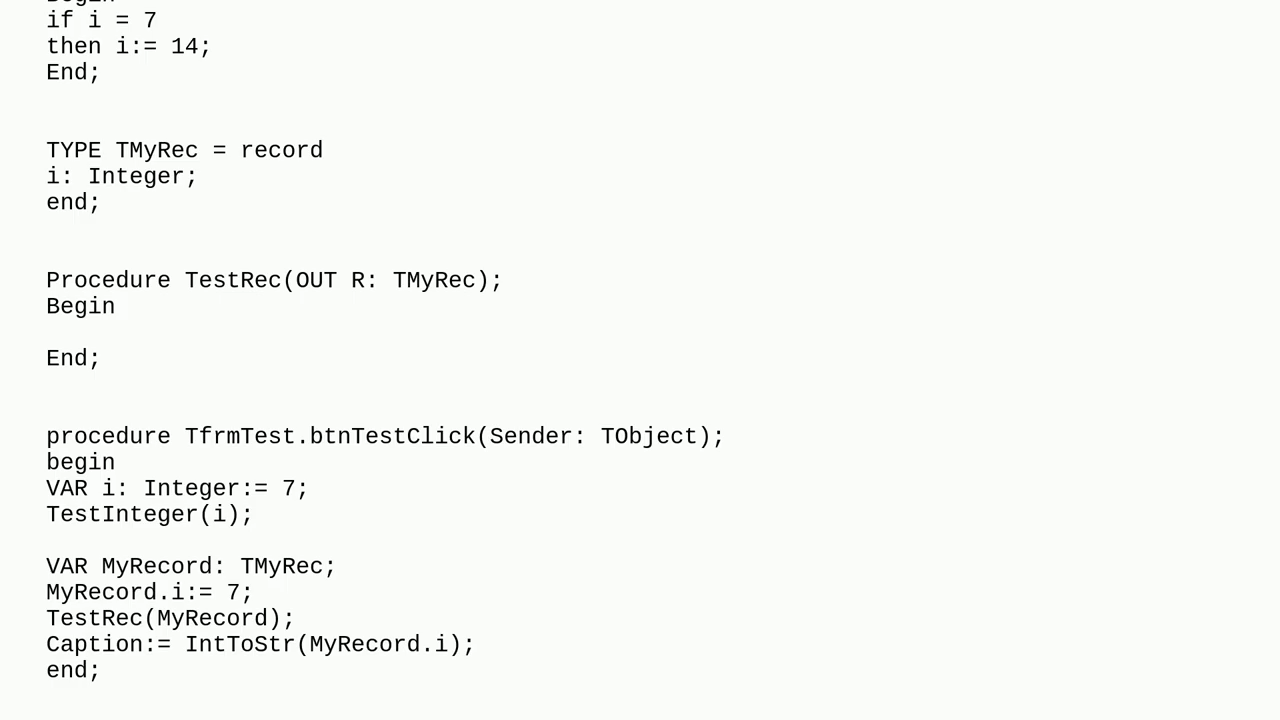 Begin
if i = 7
then i:= 14;
End;
TYPE TMyRec = record
i: Integer;
end;
Procedure TestRec(OUT R: TMyRec);
Begin
End;
procedure TfrmTest.btnTestClick(Sender: TObject);
begin
VAR i: Integer:= 7;
TestInteger(i);
VAR MyRecord: TMyRec;
MyRecord.i:= 7;
TestRec(MyRecord);
Caption:= IntToStr(MyRecord.i);
end;